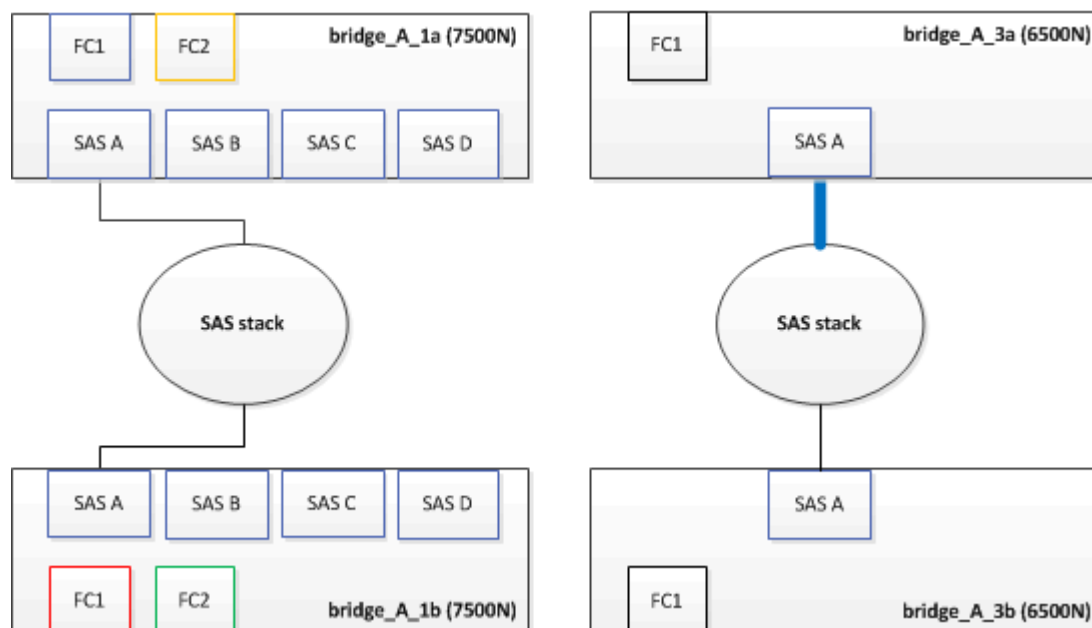 bridge_A_1a (7500N)
FC1
FC2
SAS A
SAS B
SAS C
SAS D
SAS stack
SAS A
SAS B
SAS C
SAS D
FC1
FC2
bridge_A_1b (7500N)
bridge_A_3a (6500N)
FC1
SAS A
SAS stack
SAS A
FC1
bridge_A_3b (6500N)